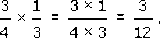 3/4 × 1/3 = (3 × 1)/(4 × 3) = 3/12.